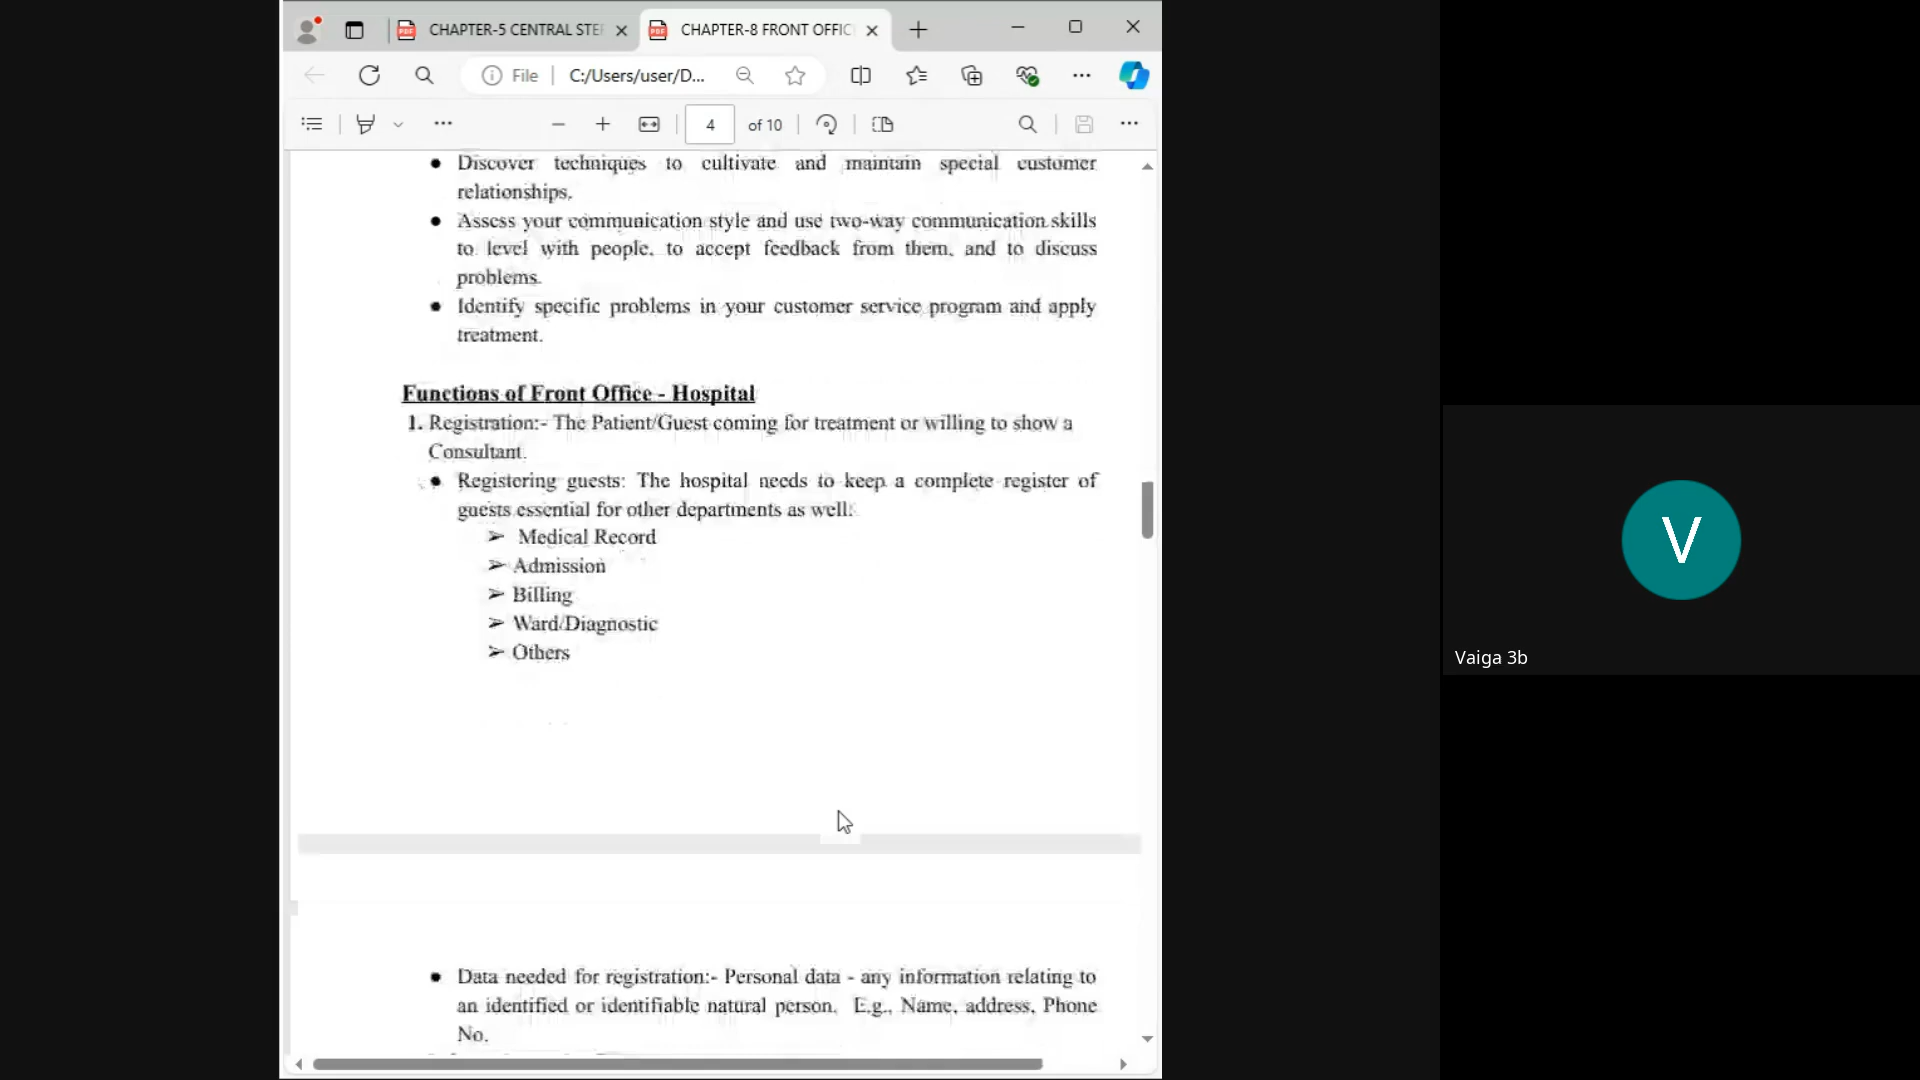 CHAPTER-5 CENTRAL STE
CHAPTER-8 FRONT OFFIC
File
C:/Users/user/D...
4
of 10
● Discover techniques to cultivate and maintain special customer
relationships.
● Assess your communication style and use two-way communication skills
to level with people, to accept feedback from them, and to discuss
problems.
● Identify specific problems in your customer service program and apply
treatment.
Functions of Front Office - Hospital
1. Registration:- The Patient/Guest coming for treatment or willing to show a
Consultant.
● Registering guests: The hospital needs to keep a complete register of
guests essential for other departments as well:
➢ Medical Record
➢ Admission
➢ Billing
➢ Ward/Diagnostic
➢ Others
● Data needed for registration:- Personal data - any information relating to
an identified or identifiable natural person. E.g., Name, address, Phone
No.
V
Vaiga 3b